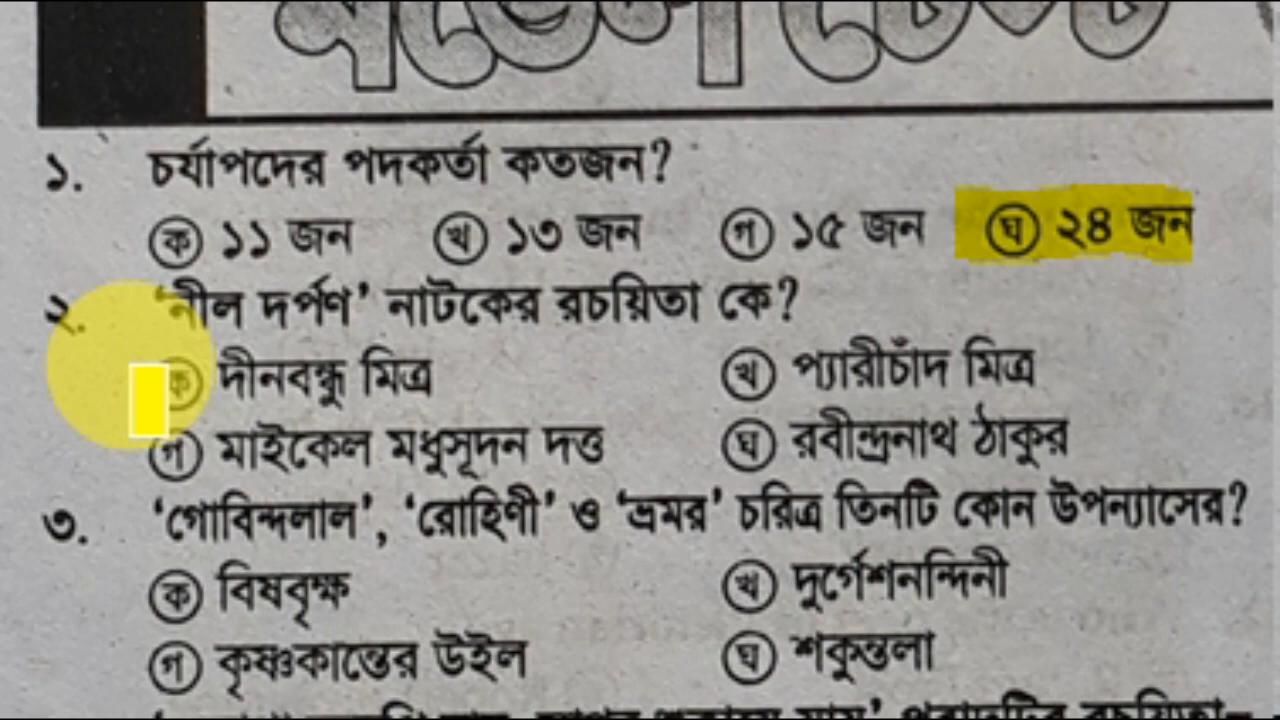 ১. চর্যাপদের পদকর্তা কতজন?
ক ১১ জন খ ১৩ জন গ ১৫ জন ঘ ২৪ জন
২. ‘নীল দর্পণ’ নাটকের রচয়িতা কে?
ক দীনবন্ধু মিত্র খ প্যারীচাঁদ মিত্র
গ মাইকেল মধুসূদন দত্ত ঘ রবীন্দ্রনাথ ঠাকুর
৩. ‘গোবিন্দলাল’, ‘রোহিণী’ ও ‘ভ্রমর’ চরিত্র তিনটি কোন উপন্যাসের?
ক বিষবৃক্ষ খ দুর্গেশনন্দিনী
গ কৃষ্ণকান্তের উইল ঘ শকুন্তলা